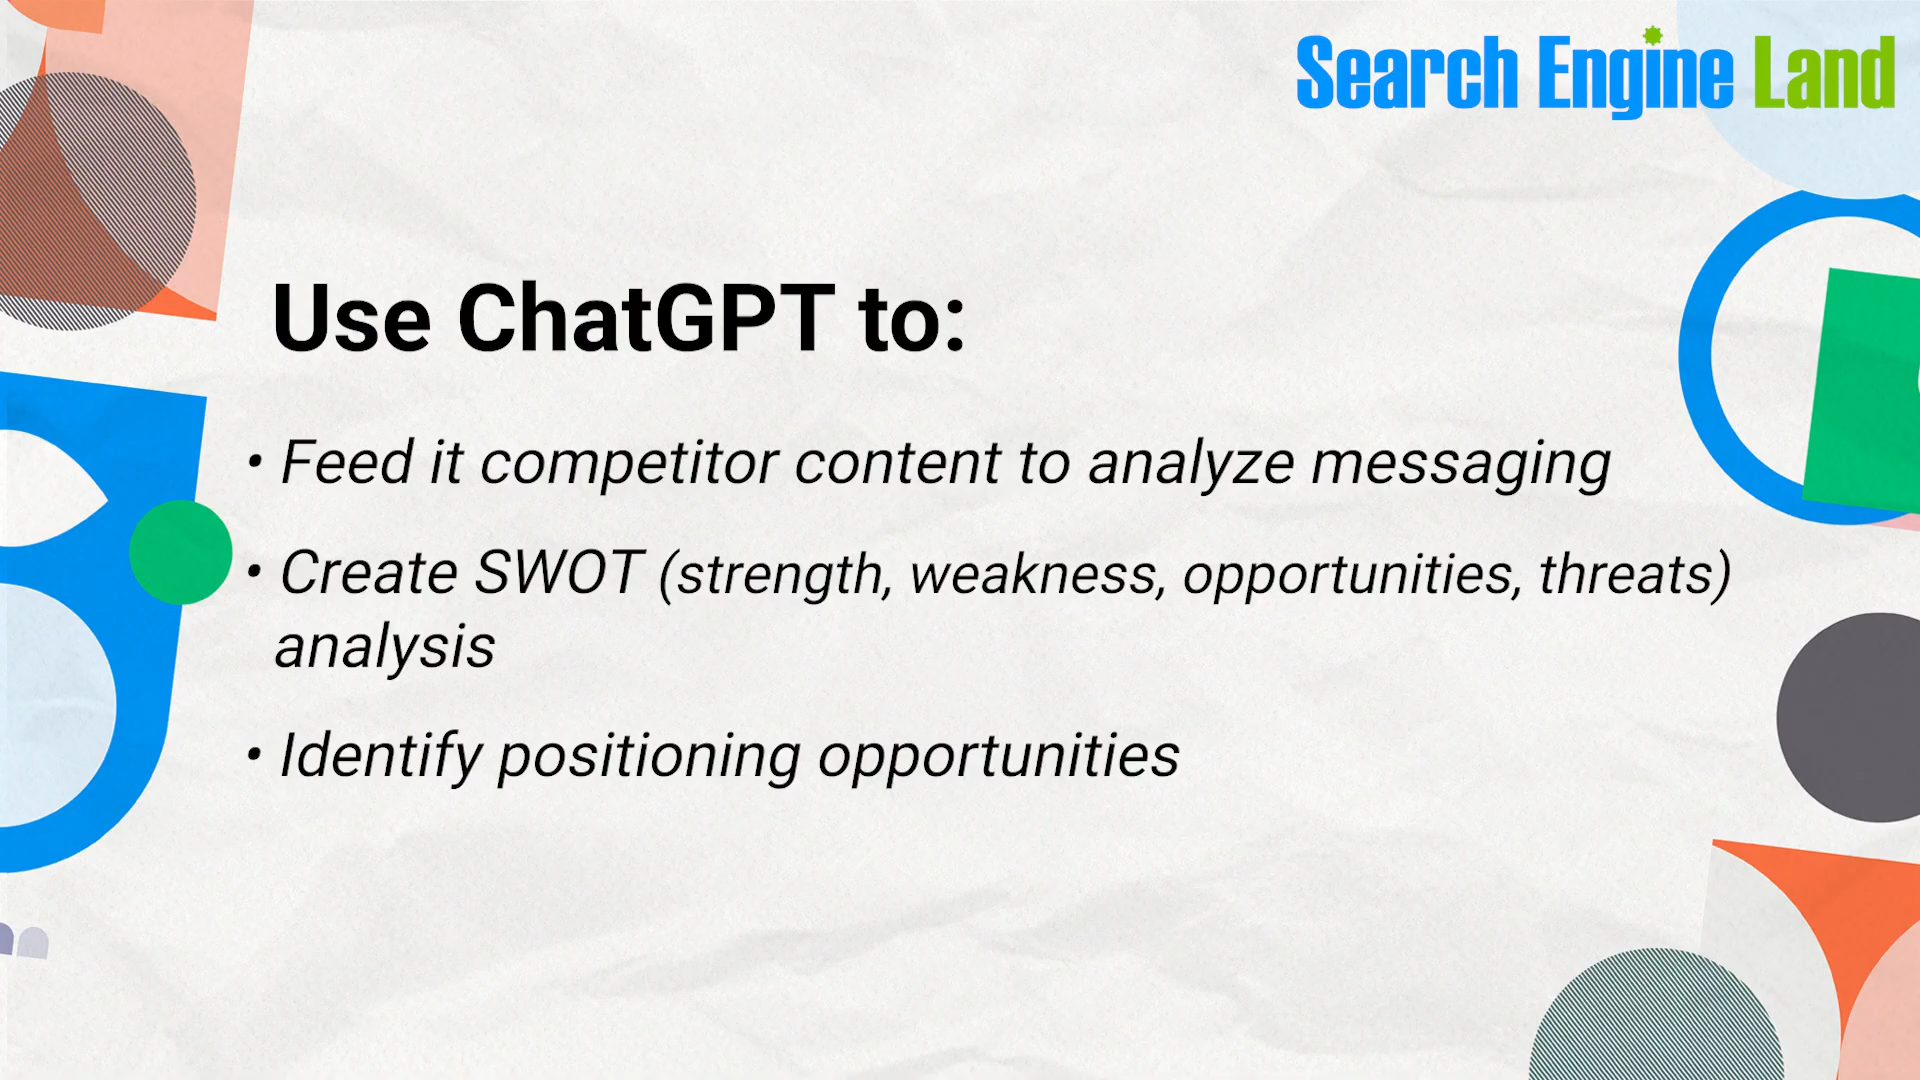 Search Engine Land
Use ChatGPT to:
• Feed it competitor content to analyze messaging
• Create SWOT (strength, weakness, opportunities, threats)
analysis
• Identify positioning opportunities